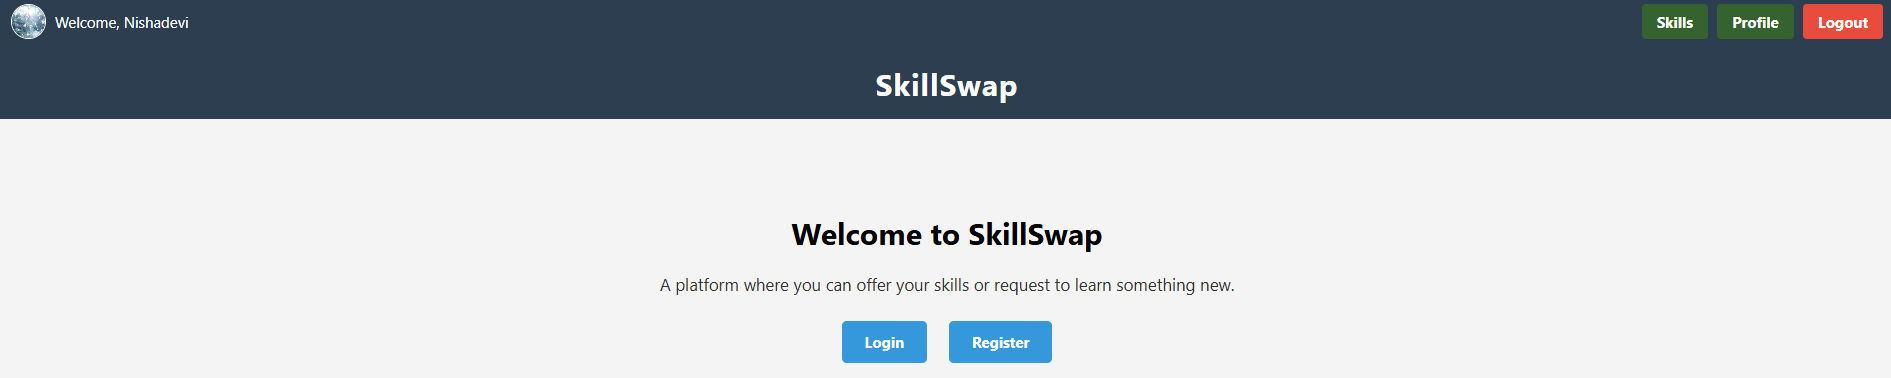 Welcome, Nishadevi
Skills Profile Logout
SkillSwap
Welcome to SkillSwap
A platform where you can offer your skills or request to learn something new.
Login Register